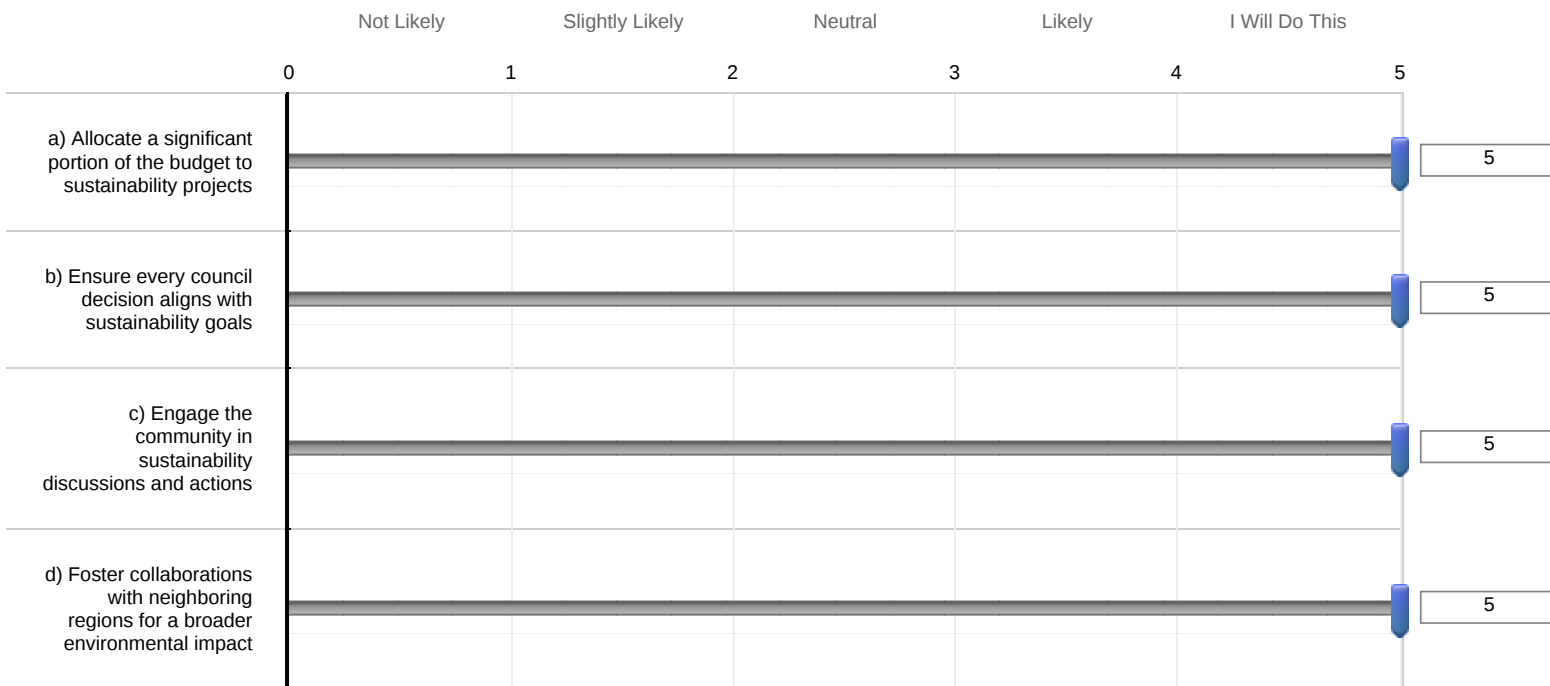 Not Likely Slightly Likely Neutral Likely I Will Do This
0 1 2 3 4 5
a) Allocate a significant
portion of the budget to
sustainability projects
5
b) Ensure every council
decision aligns with
sustainability goals
5
c) Engage the
community in
sustainability
discussions and actions
5
d) Foster collaborations
with neighboring
regions for a broader
environmental impact
5